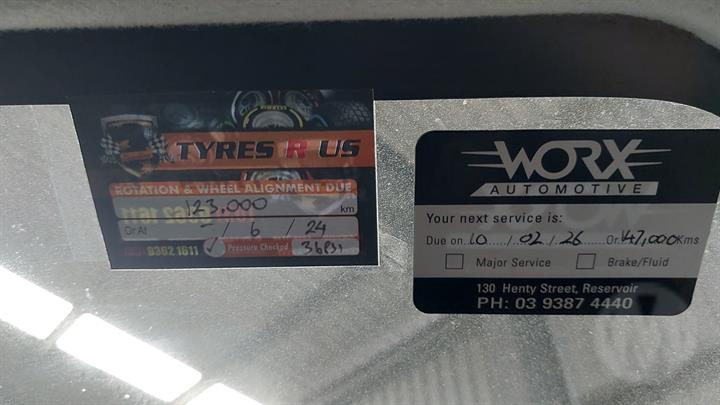 TYRES R US
ROTATION & WHEEL ALIGNMENT DUE
123,000 km
Or At - / 6 / 24
9362 1611 ✓ Pressure Checked 36PSI
WORX
AUTOMOTIVE
Your next service is:
Due on 10 / 02 / 26 Or 147,000 Kms
Major Service Brake/Fluid
130 Henty Street, Reservoir
PH: 03 9387 4440